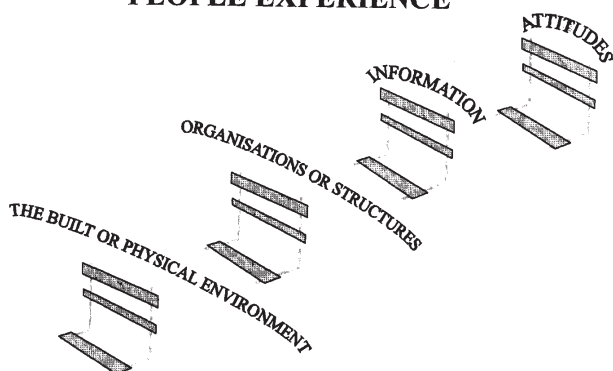 PEOPLE EXPERIENCE
ATTITUDES
INFORMATION
ORGANISATIONS OR STRUCTURES
THE BUILT OR PHYSICAL ENVIRONMENT